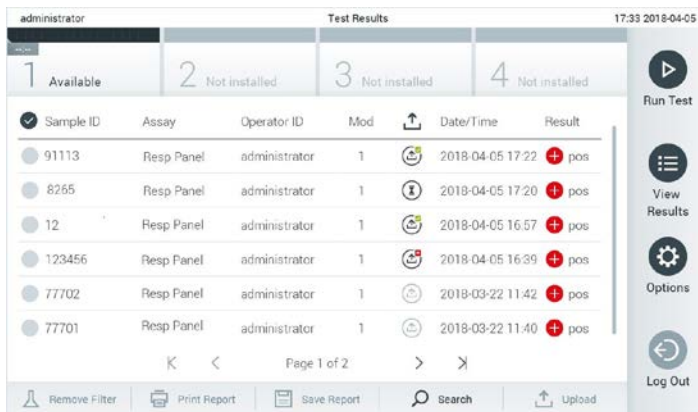 administrator Test Results 17:33 2018-04-05
1 Available 2 Not installed 3 Not installed 4 Not installed
Run Test
Sample ID Assay Operator ID Mod Date/Time Result
91113 Resp Panel administrator 1 2018-04-05 17:22 pos
8265 Resp Panel administrator 1 2018-04-05 17:20 pos
View
Results
12 Resp Panel administrator 1 2018-04-05 16:57 pos
123456 Resp Panel administrator 1 2018-04-05 16:39 pos
Options
77702 Resp Panel administrator 1 2018-03-22 11:42 pos
77701 Resp Panel administrator 1 2018-03-22 11:40 pos
Page 1 of 2
Log Out
Remove Filter Print Report Save Report Search Upload